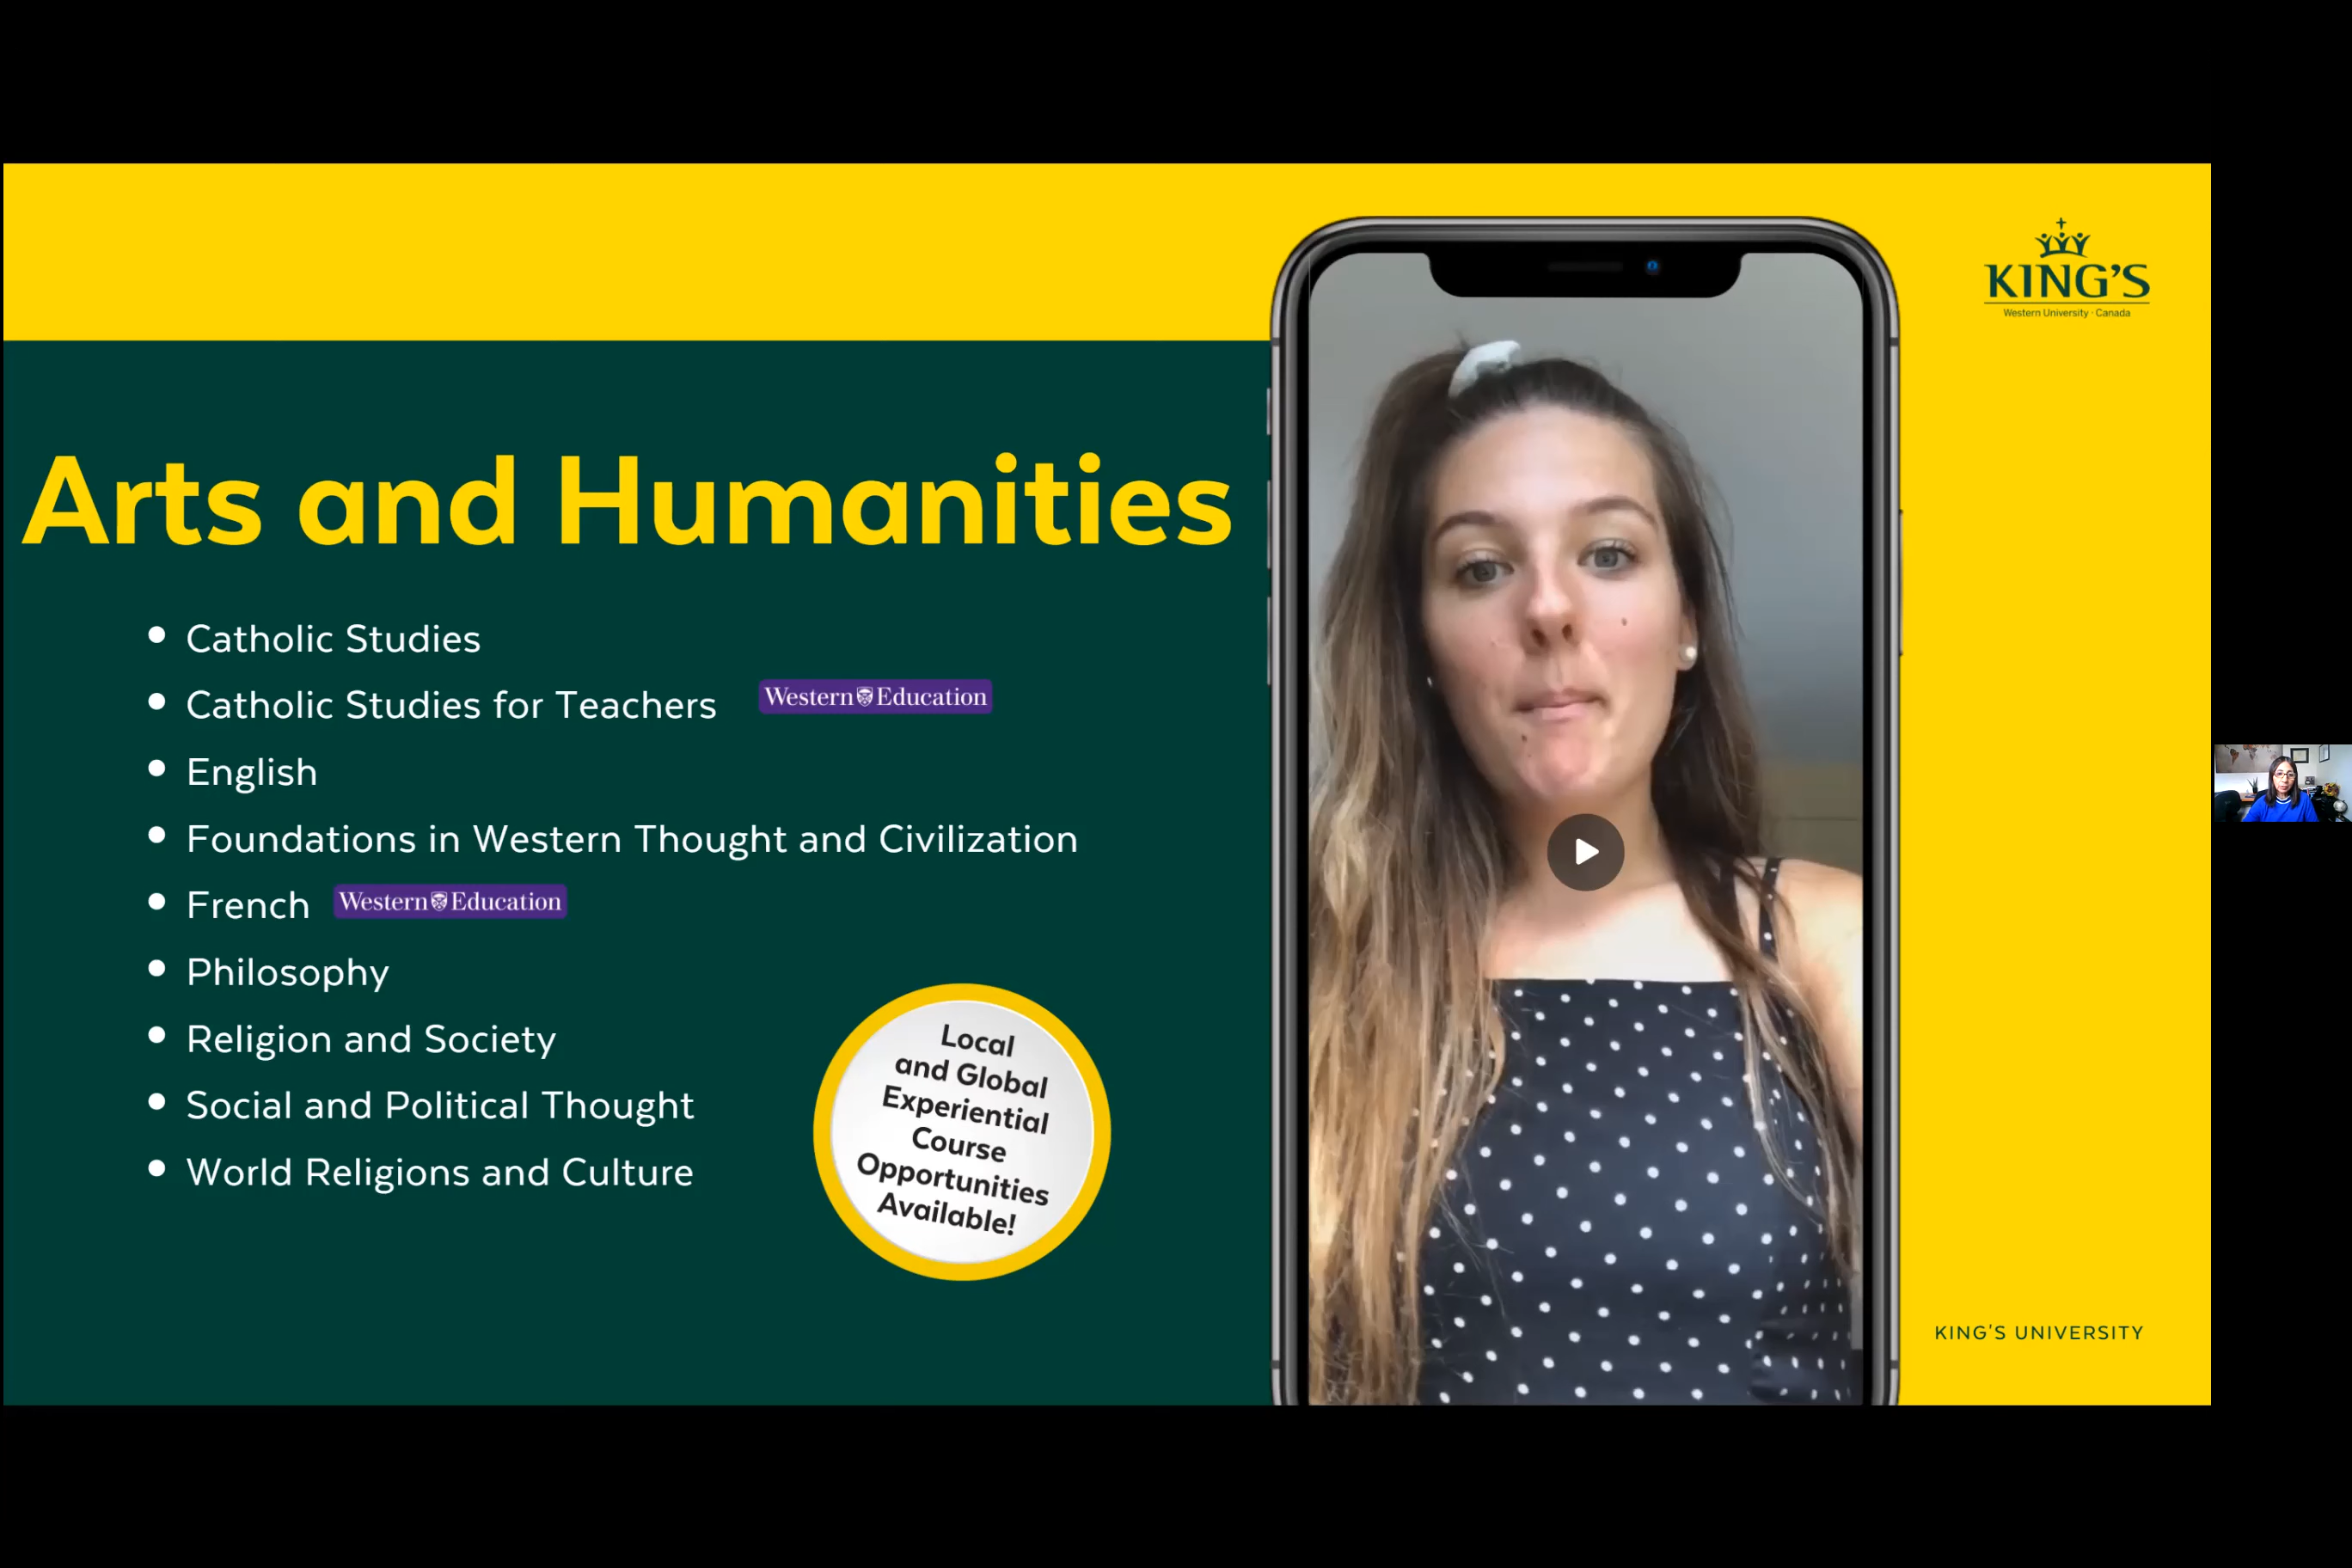 KING'S
Western University · Canada
Arts and Humanities
Catholic Studies
Catholic Studies for Teachers Western Education
English
Foundations in Western Thought and Civilization
French Western Education
Philosophy
Religion and Society
Social and Political Thought
World Religions and Culture
Local
and Global
Experiential
Course
Opportunities
Available!
KING'S UNIVERSITY